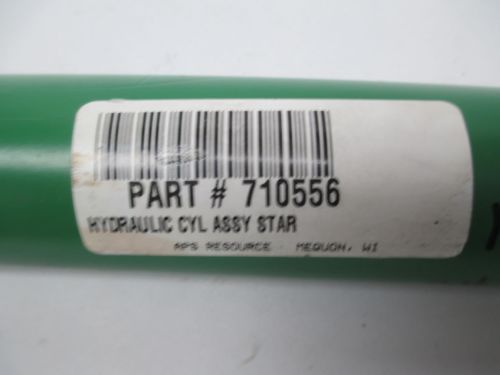 PART # 710556
HYDRAULIC CYL ASSY STAR
APS RESOURCE MEQUON, WI